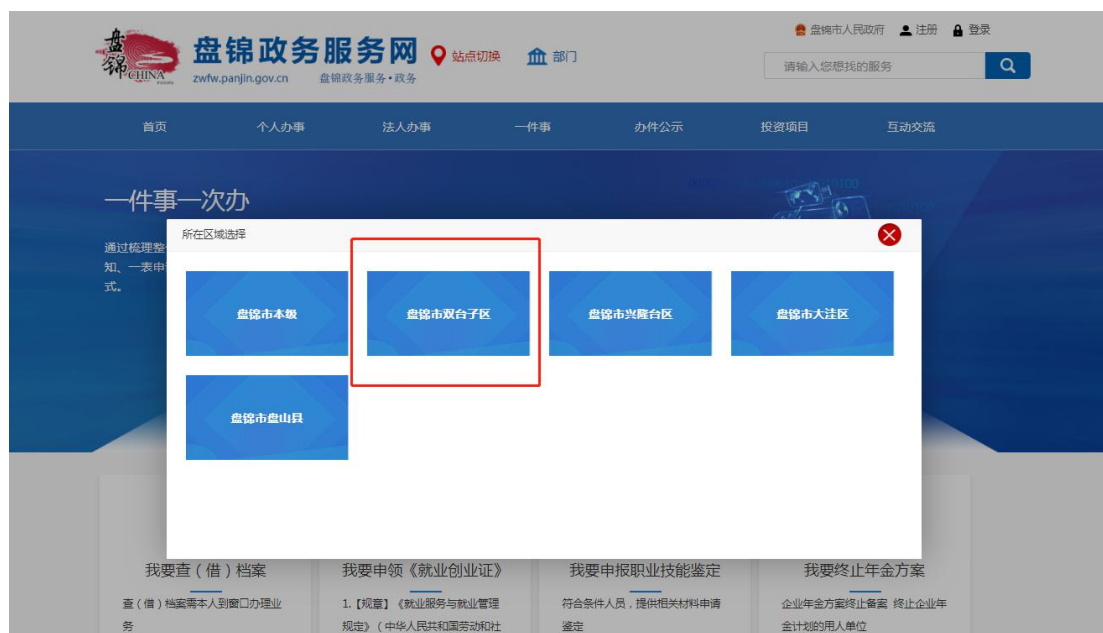 盘锦市人民政府 注册 登录
盘锦
CHINA
盘锦政务服务网
站点切换
部门
请输入您想找的服务
zwfw.panjin.gov.cn 盘锦政务服务·政务
首页 个人办事 法人办事 一件事 办件公示 投资项目 互动交流
一件事一次办
所在区域选择
通过梳理整
知、一表申
式。
盘锦市本级 盘锦市双台子区 盘锦市兴隆台区 盘锦市大洼区
盘锦市盘山县
我要查（借）档案 我要申领《就业创业证》 我要申报职业技能鉴定 我要终止年金方案
查（借）档案需本人到窗口办理业 1.【规章】《就业服务与就业管理 符合条件人员，提供相关材料申请 企业年金方案终止备案 终止企业年
务 规定》（中华人民共和国劳动和社 鉴定 金计划的用人单位